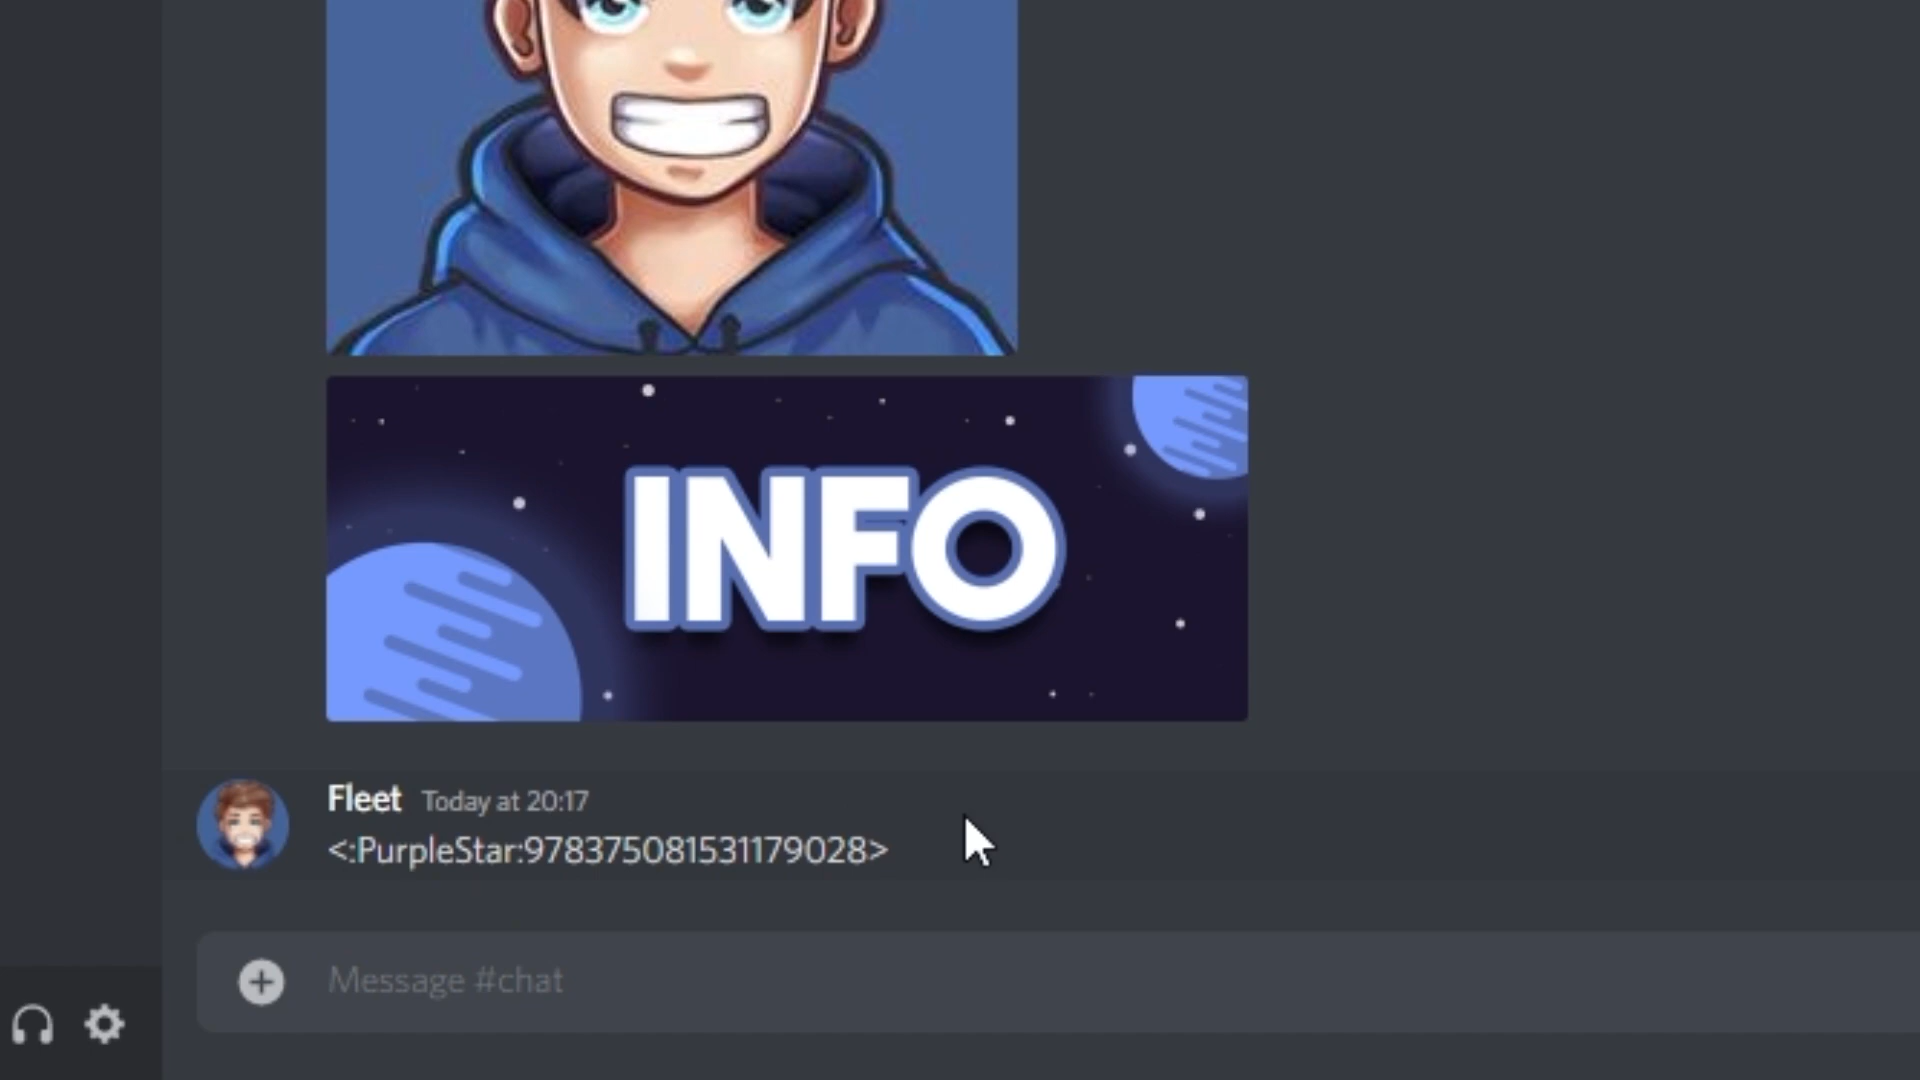 INFO
Fleet Today at 20:17
<:PurpleStar:978375081531179028>
Message #chat